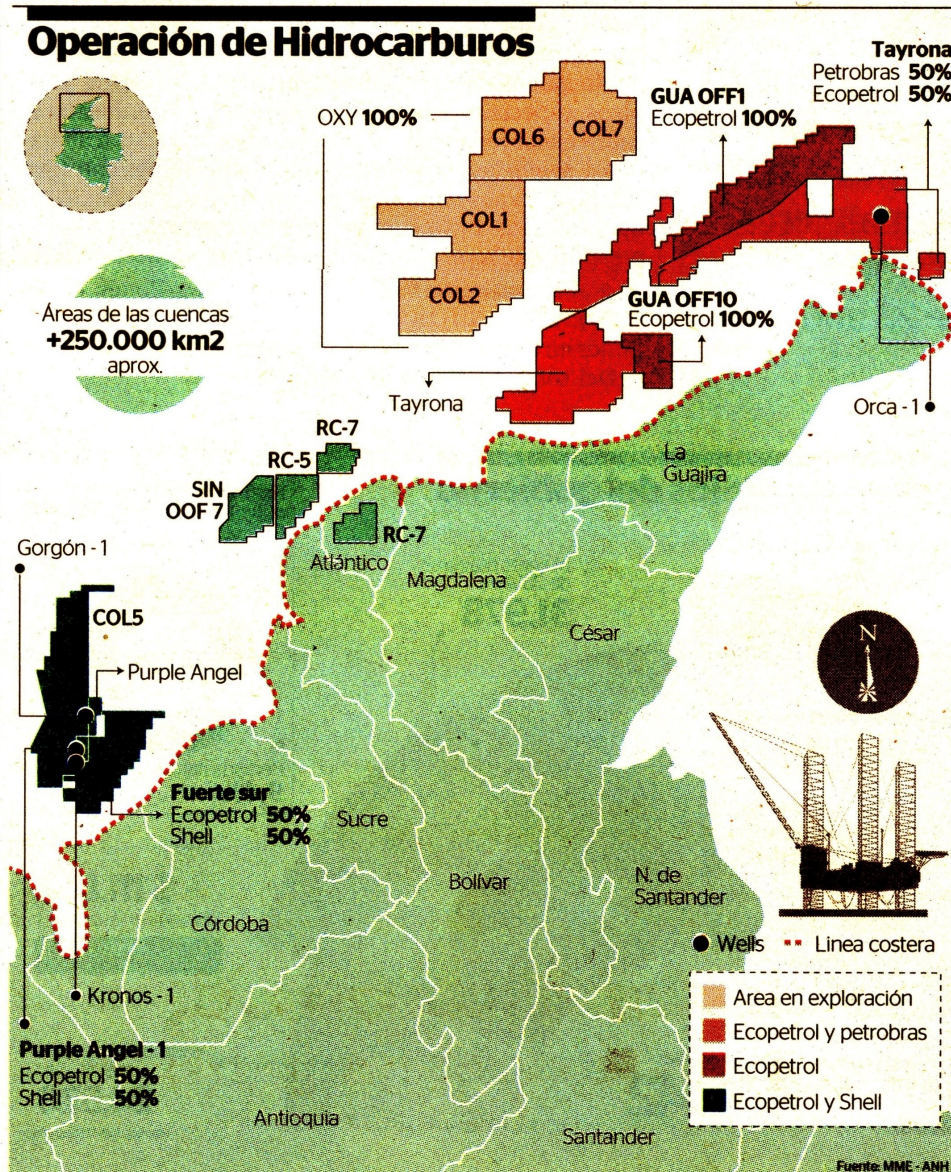 Operación de Hidrocarburos
Tayrona
Petrobras 50%
Ecopetrol 50%
OXY 100%
COL6
COL7
GUA OFF1
Ecopetrol 100%
COL1
COL2
GUA OFF10
Ecopetrol 100%
Áreas de las cuencas
+250.000 km2
aprox.
Tayrona
Orca - 1
RC-7
RC-5
SIN
OOF 7
RC-7
La
Guajira
Gorgón - 1
Atlántico
Magdalena
César
COL5
Purple Angel
N
Fuerte sur
Ecopetrol 50%
Shell 50%
Sucre
Bolívar
N. de
Santander
Córdoba
Wells
Linea costera
Kronos - 1
Purple Angel - 1
Ecopetrol 50%
Shell 50%
Area en exploración
Ecopetrol y petrobras
Ecopetrol
Ecopetrol y Shell
Antioquia
Santander
Fuente: MME - ANH